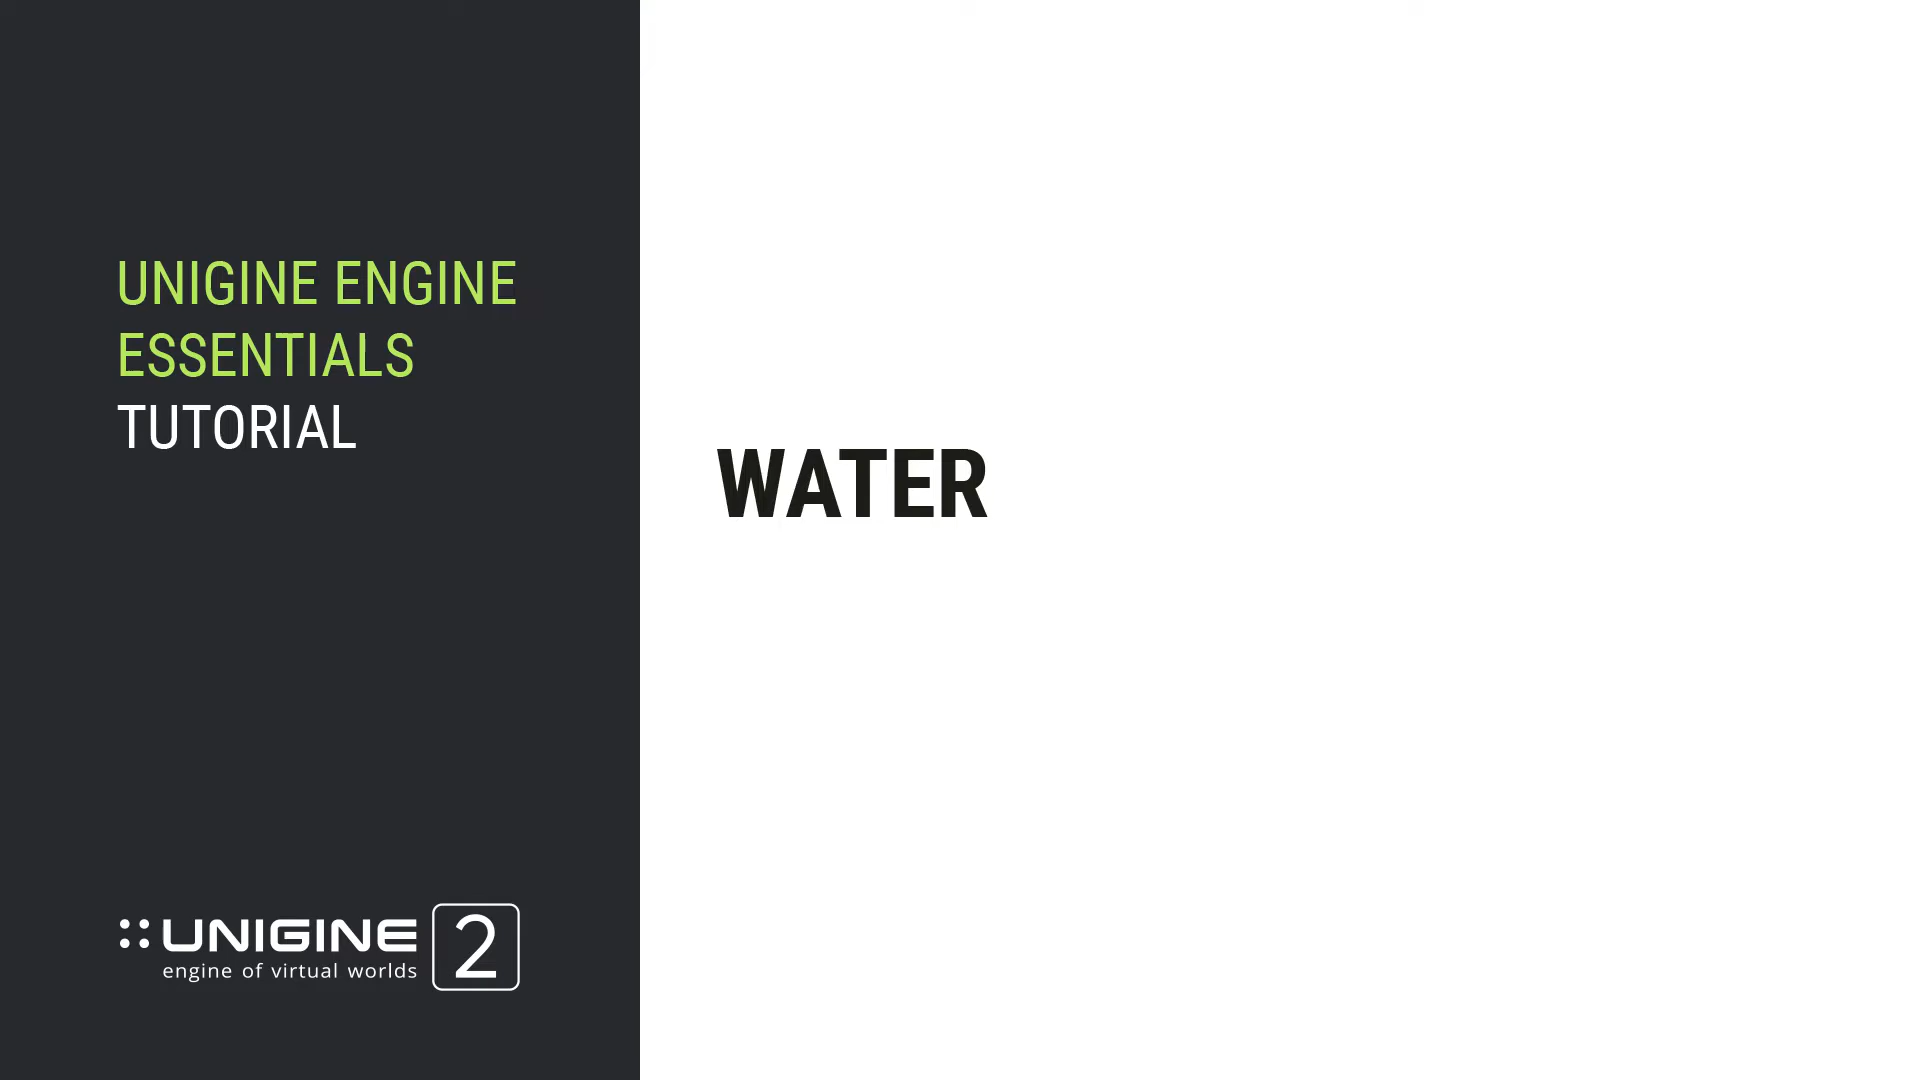 UNIGINE ENGINE
ESSENTIALS
TUTORIAL
WATER
UNIGINE 2
engine of virtual worlds